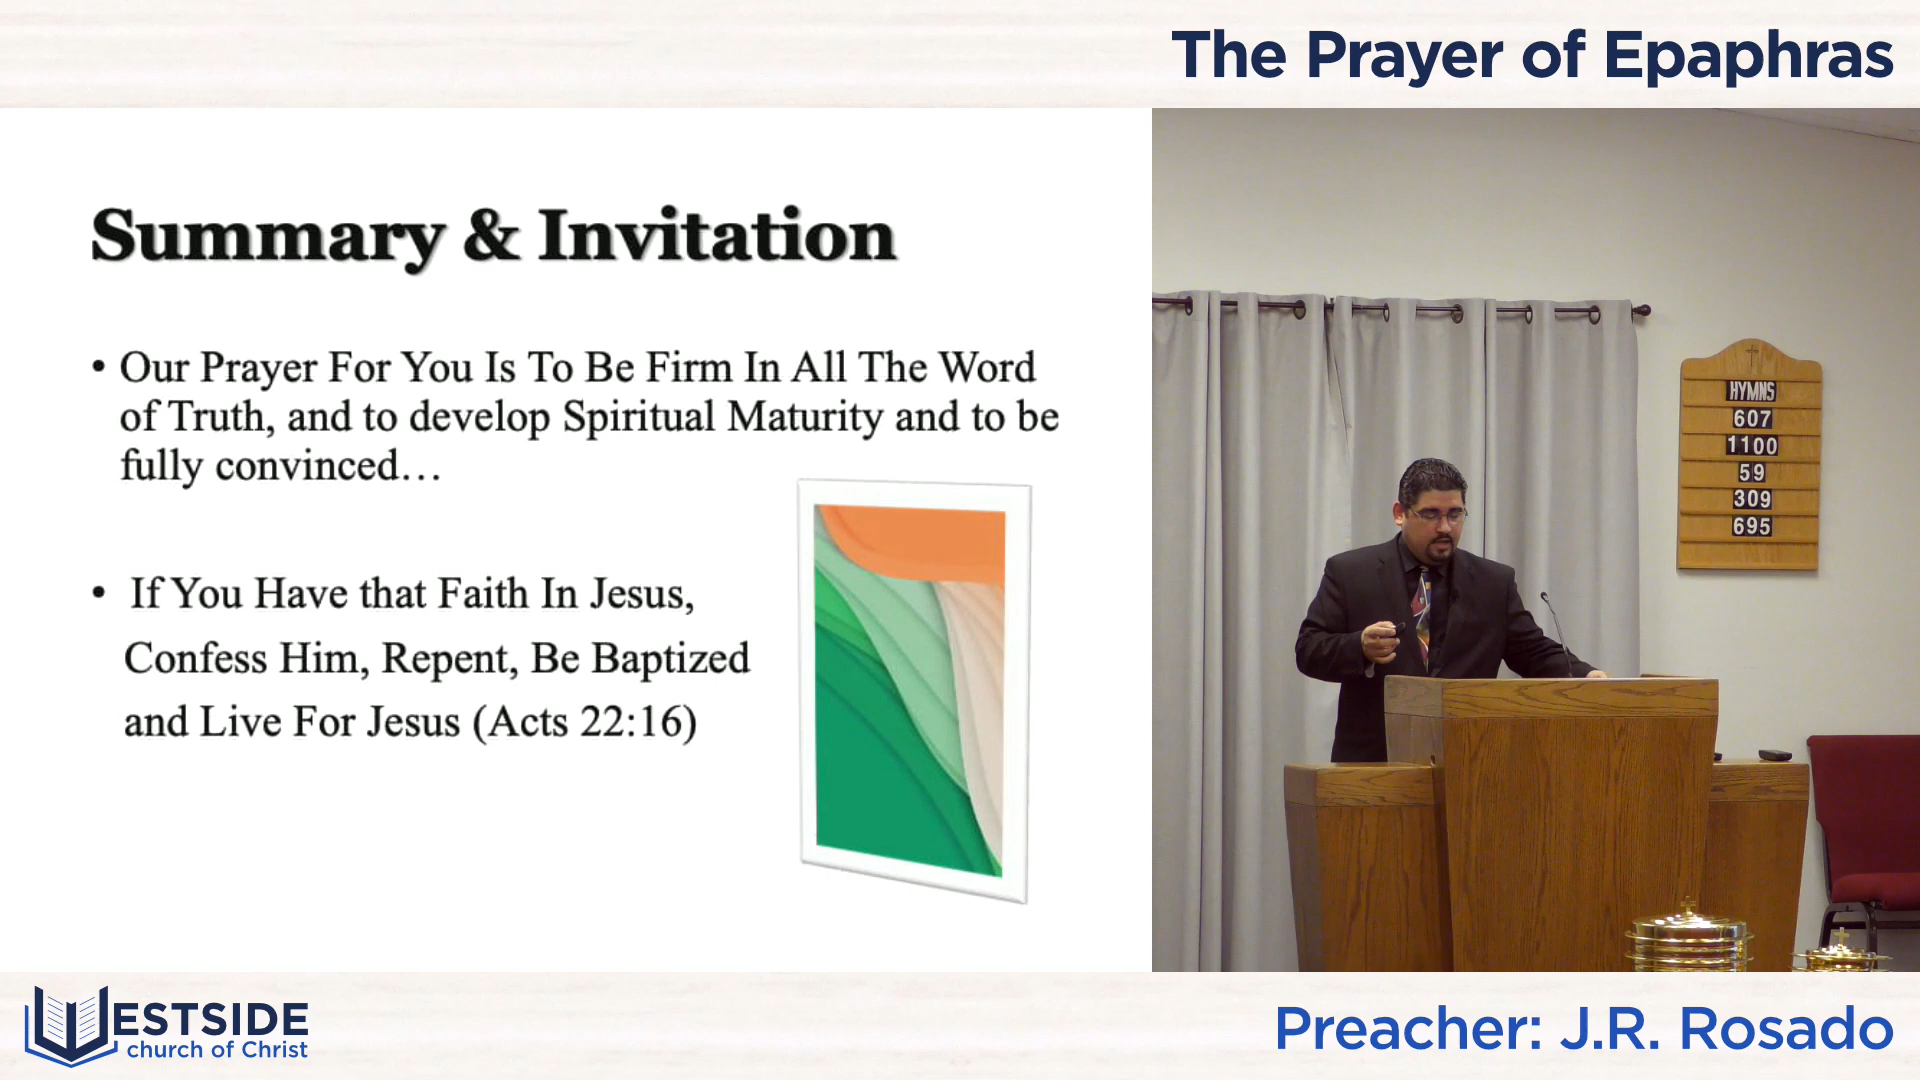 The Prayer of Epaphras
Summary & Invitation
• Our Prayer For You Is To Be Firm In All The Word
of Truth, and to develop Spiritual Maturity and to be
fully convinced…
• If You Have that Faith In Jesus,
Confess Him, Repent, Be Baptized
and Live For Jesus (Acts 22:16)
HYMNS
607
1100
59
309
695
WESTSIDE
church of Christ
Preacher: J.R. Rosado